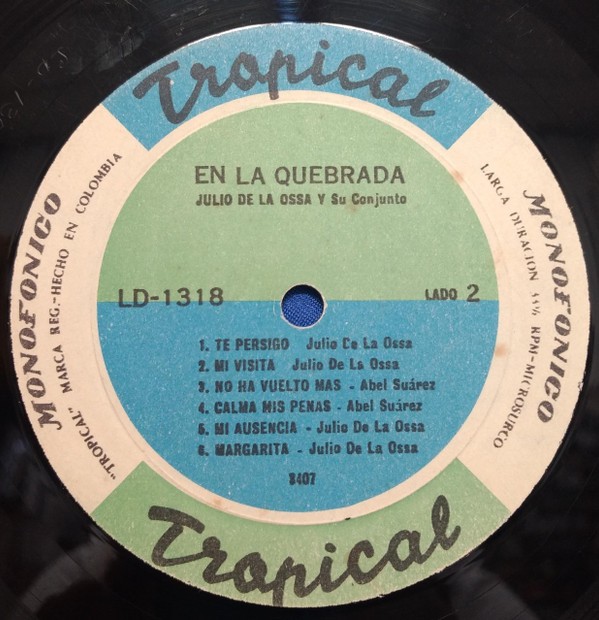 Tropical
EN LA QUEBRADA
JULIO DE LA OSSA Y Su Conjunto
LD-1318
LADO 2
1. TE PERSIGO Julio De La Ossa
2. MI VISITA Julio De La Ossa
3. NO HA VUELTO MAS - Abel Suárez
4. CALMA MIS PENAS - Abel Suárez
5. MI AUSENCIA - Julio De La Ossa
6. MARGARITA - Julio De La Ossa
3407
Tropical
MONOFONICO
"TROPICAL" MARCA REG.-HECHO EN COLOMBIA
MONOFONICO
LARGA DURACION 33⅓ RPM-MICROSURCO